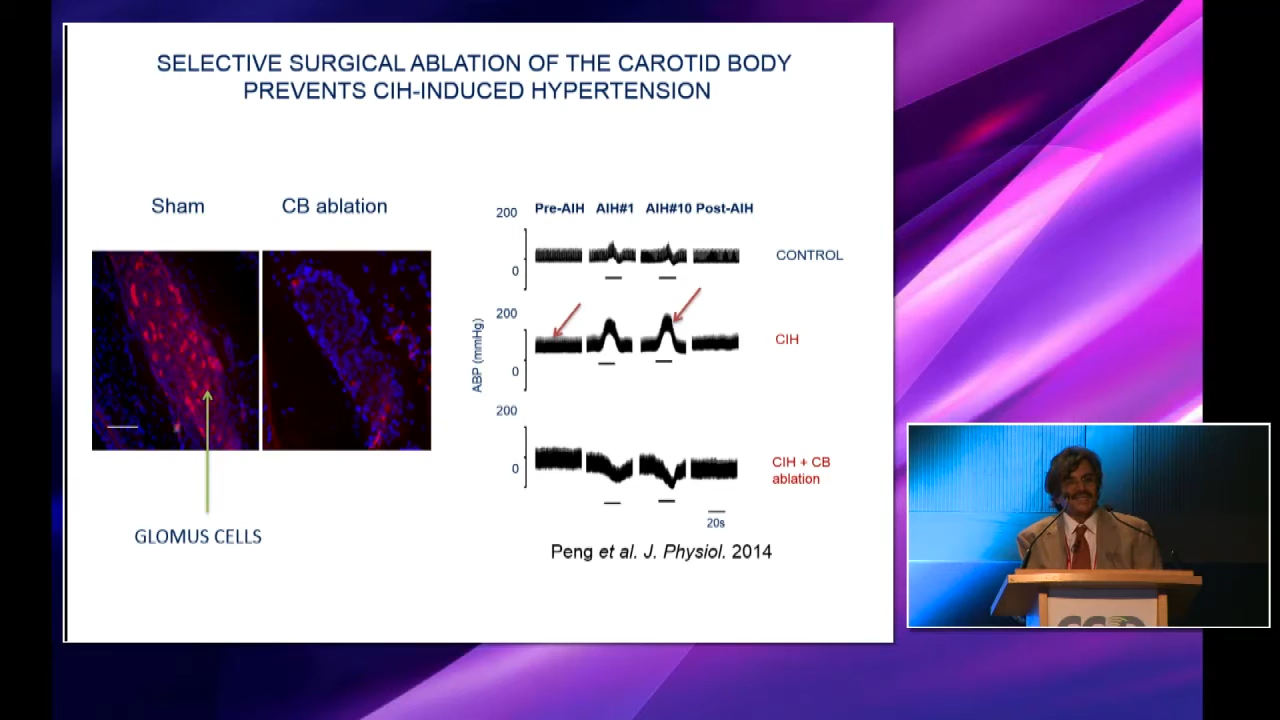 SELECTIVE SURGICAL ABLATION OF THE CAROTID BODY
PREVENTS CIH-INDUCED HYPERTENSION
Sham
CB ablation
GLOMUS CELLS
Pre-AIH AIH#1 AIH#10 Post-AIH
200
0
CONTROL
200
0
CIH
ABP (mmHg)
200
0
CIH + CB
ablation
20s
Peng et al. J. Physiol. 2014